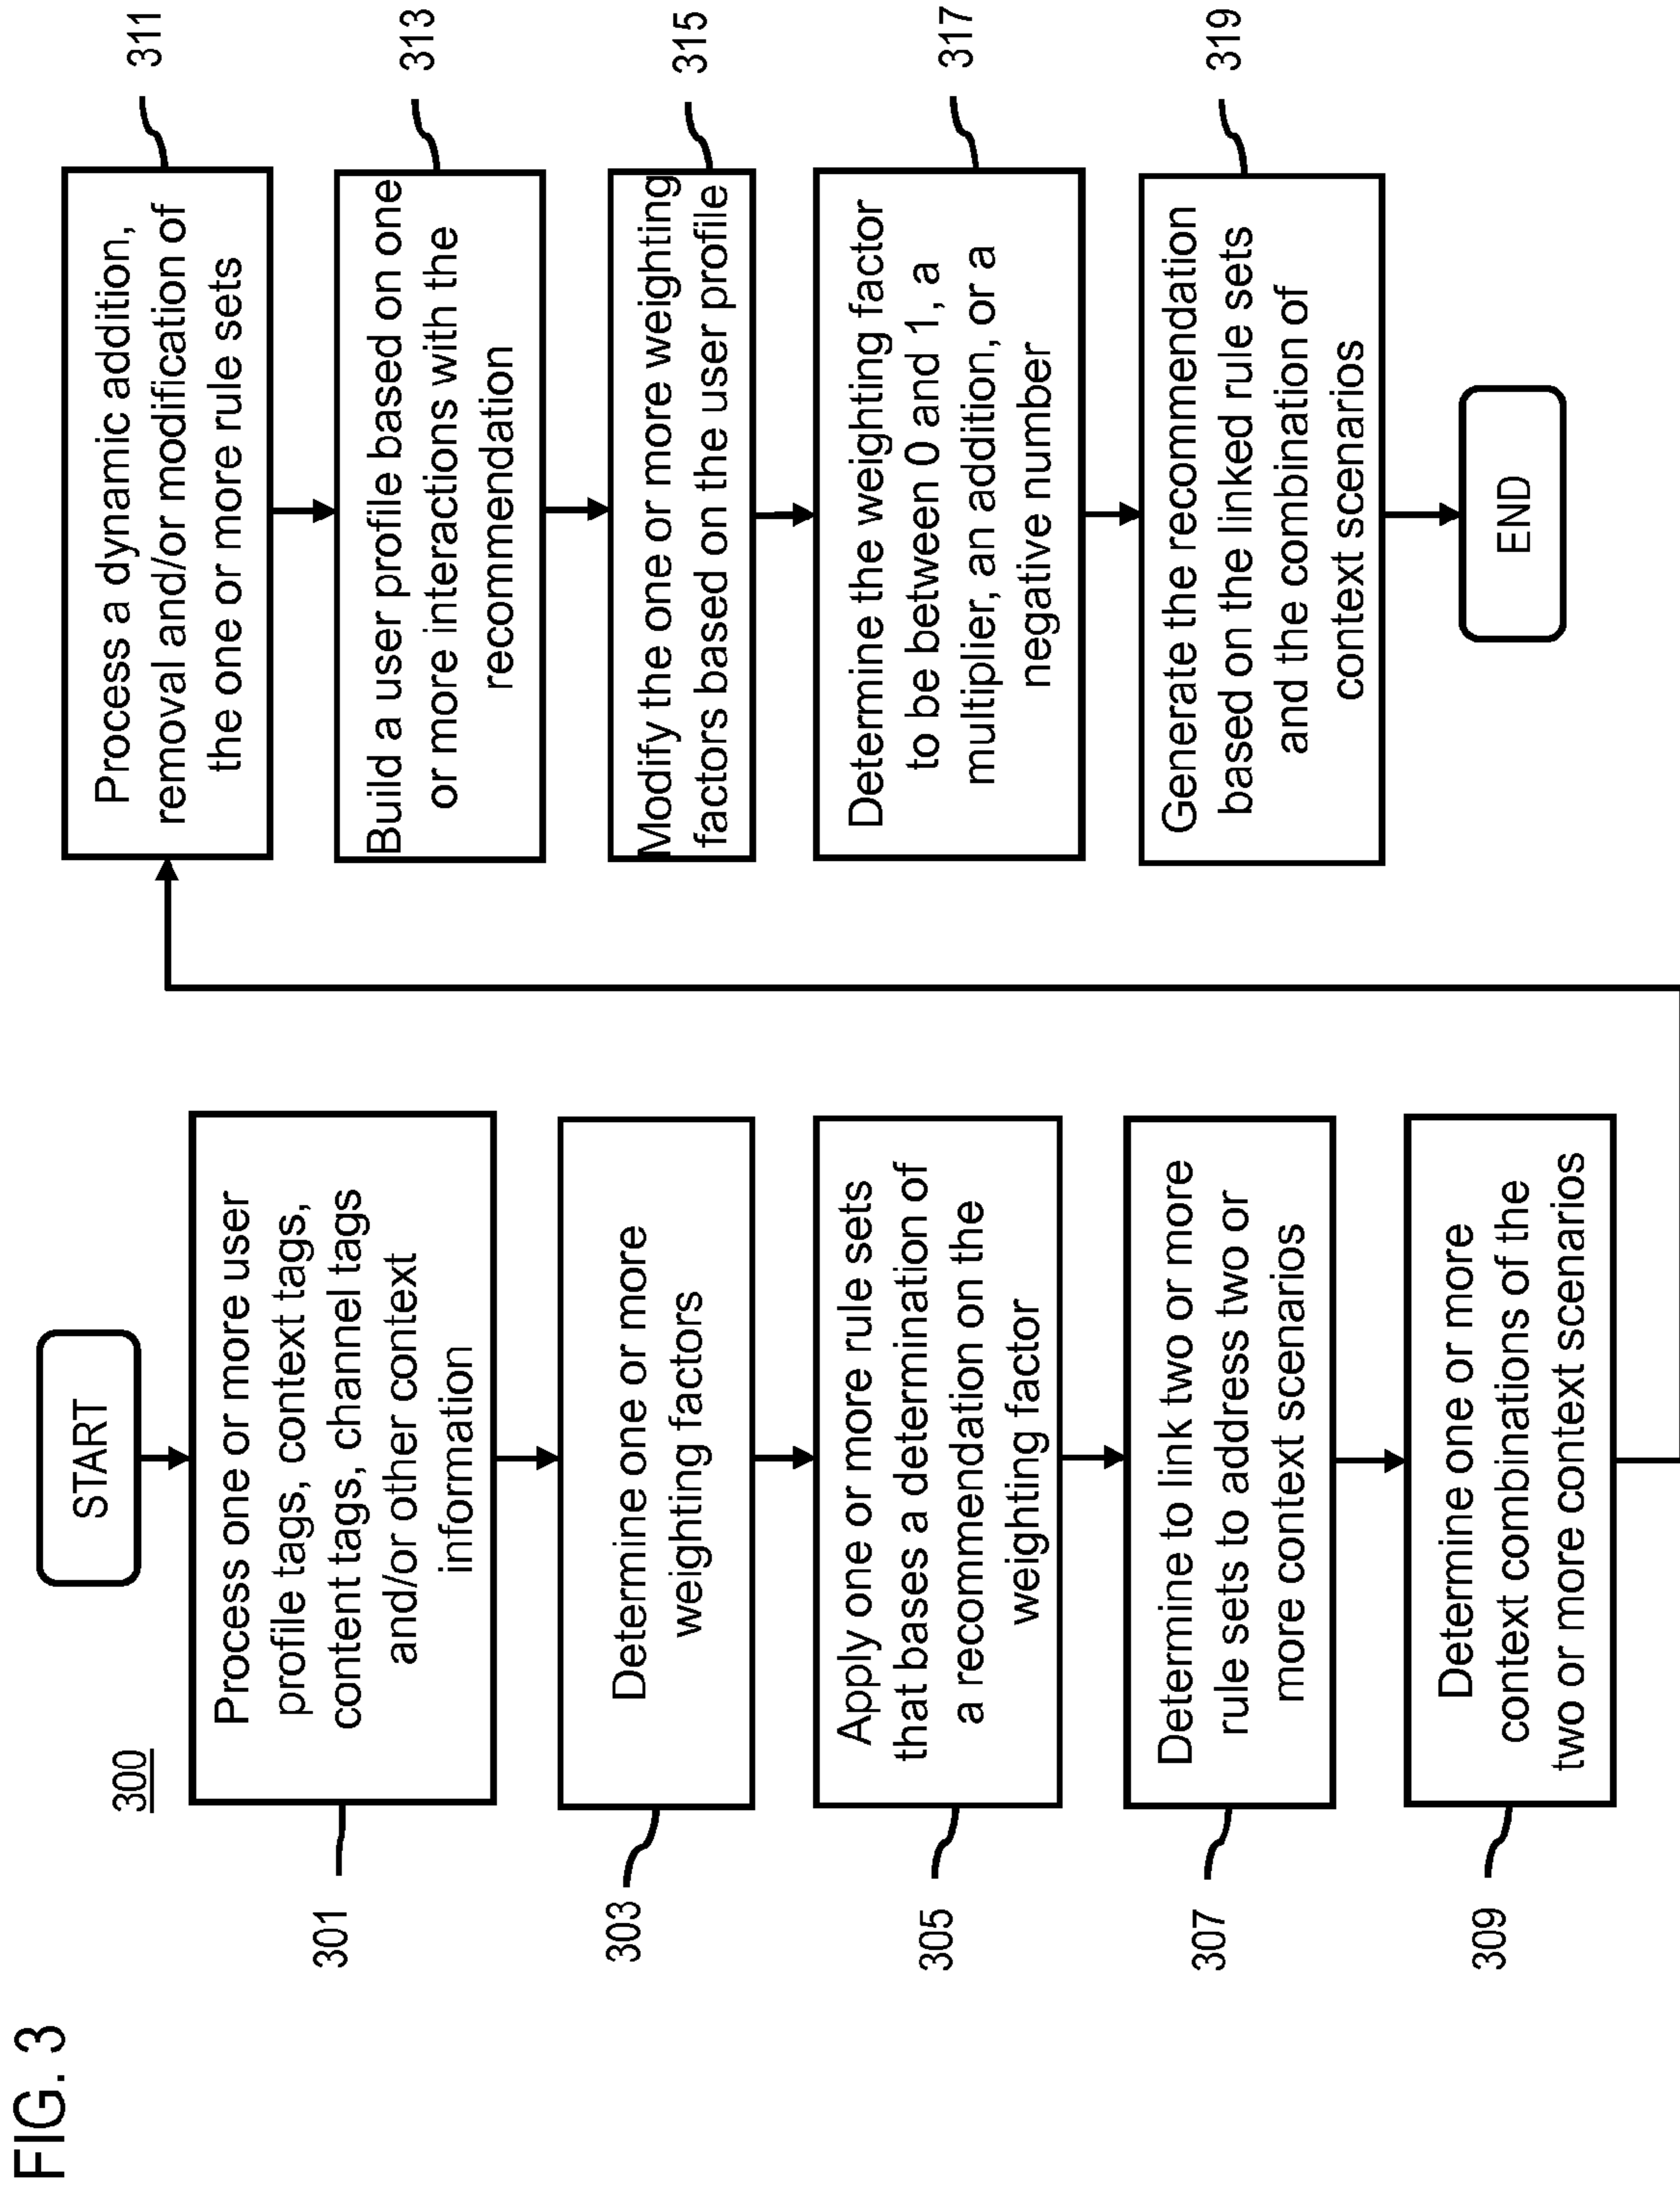 FIG. 3
300
START
Process one or more user
profile tags, context tags,
content tags, channel tags
and/or other context
information
301
Determine one or more
weighting factors
303
Apply one or more rule sets
that bases a determination of
a recommendation on the
weighting factor
305
Determine to link two or more
rule sets to address two or
more context scenarios
307
Determine one or more
context combinations of the
two or more context scenarios
309
Process a dynamic addition,
removal and/or modification of
the one or more rule sets
311
Build a user profile based on one
or more interactions with the
recommendation
313
Modify the one or more weighting
factors based on the user profile
315
Determine the weighting factor
to be between 0 and 1, a
multiplier, an addition, or a
negative number
317
Generate the recommendation
based on the linked rule sets
and the combination of
context scenarios
319
END